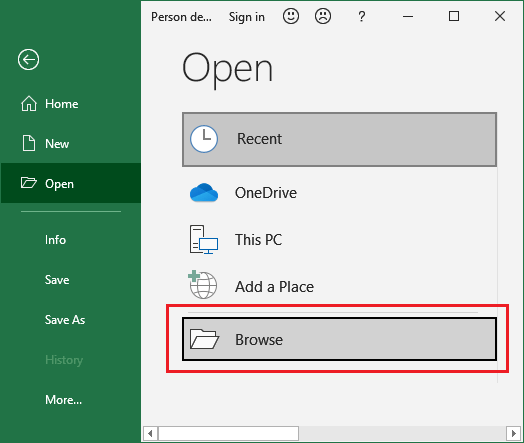 Person de... Sign in ?
Open
Home
New
Open
Info
Save
Save As
History
More...
Recent
OneDrive
This PC
Add a Place
Browse